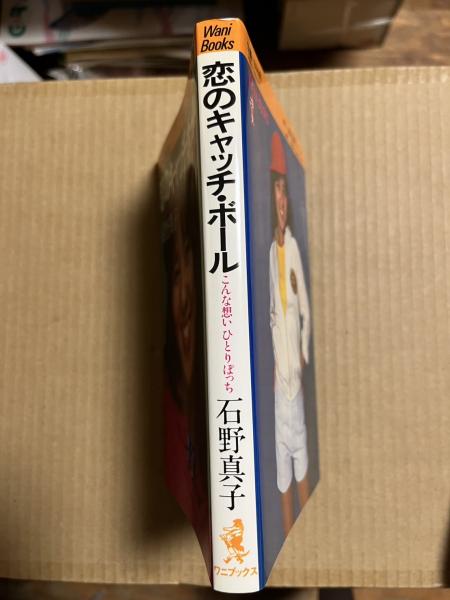 Wani
Books
恋のキャッチ・ボール
こんな想い ひとりぽっち
石野真子
ワニブックス